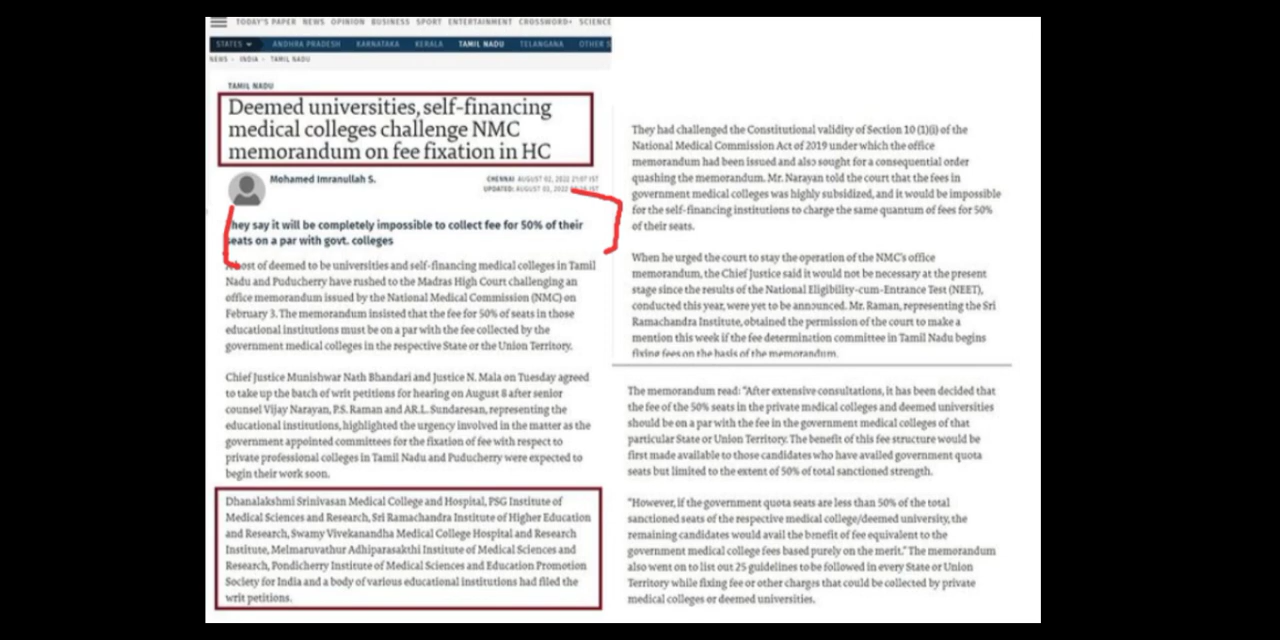 TODAY'S PAPER NEWS OPINION BUSINESS SPORT ENTERTAINMENT CROSSWORD+ SCIENCE
STATES ANDHRA PRADESH KARNATAKA KERALA TAMIL NADU TELANGANA OTHER S
NEWS INDIA TAMIL NADU
TAMIL NADU
Deemed universities, self-financing
medical colleges challenge NMC
memorandum on fee fixation in HC
Mohamed Imranullah S.
CHENNAI AUGUST 02, 2022 21:07 IST
UPDATED: AUGUST 03, 2022 IST
They say it will be completely impossible to collect fee for 50% of their
seats on a par with govt. colleges
A host of deemed to be universities and self-financing medical colleges in Tamil
Nadu and Puducherry have rushed to the Madras High Court challenging an
office memorandum issued by the National Medical Commission (NMC) on
February 3. The memorandum insisted that the fee for 50% of seats in those
educational institutions must be on a par with the fee collected by the
government medical colleges in the respective State or the Union Territory.
Chief Justice Munishwar Nath Bhandari and Justice N. Mala on Tuesday agreed
to take up the batch of writ petitions for hearing on August 8 after senior
counsel Vijay Narayan, P.S. Raman and AR.L. Sundaresan, representing the
educational institutions, highlighted the urgency involved in the matter as the
government appointed committees for the fixation of fee with respect to
private professional colleges in Tamil Nadu and Puducherry were expected to
begin their work soon.
Dhanalakshmi Srinivasan Medical College and Hospital, PSG Institute of
Medical Sciences and Research, Sri Ramachandra Institute of Higher Education
and Research, Swamy Vivekanandha Medical College Hospital and Research
Institute, Melmaruvathur Adhiparasakthi Institute of Medical Sciences and
Research, Pondicherry Institute of Medical Sciences and Education Promotion
Society for India and a body of various educational institutions had filed the
writ petitions.
They had challenged the Constitutional validity of Section 10 (1)(i) of the
National Medical Commission Act of 2019 under which the office
memorandum had been issued and also sought for a consequential order
quashing the memorandum. Mr. Narayan told the court that the fees in
government medical colleges was highly subsidized, and it would be impossible
for the self-financing institutions to charge the same quantum of fees for 50%
of their seats.
When he urged the court to stay the operation of the NMC's office
memorandum, the Chief Justice said it would not be necessary at the present
stage since the results of the National Eligibility-cum-Entrance Test (NEET),
conducted this year, were yet to be announced. Mr. Raman, representing the Sri
Ramachandra Institute, obtained the permission of the court to make a
mention this week if the fee determination committee in Tamil Nadu begins
fixing fees on the basis of the memorandum.
The memorandum read: "After extensive consultations, it has been decided that
the fee of the 50% seats in the private medical colleges and deemed universities
should be on a par with the fee in the government medical colleges of that
particular State or Union Territory. The benefit of this fee structure would be
first made available to those candidates who have availed government quota
seats but limited to the extent of 50% of total sanctioned strength.
"However, if the government quota seats are less than 50% of the total
sanctioned seats of the respective medical college/deemed university, the
remaining candidates would avail the benefit of fee equivalent to the
government medical college fees based purely on the merit." The memorandum
also went on to list out 25 guidelines to be followed in every State or Union
Territory while fixing fee or other charges that could be collected by private
medical colleges or deemed universities.